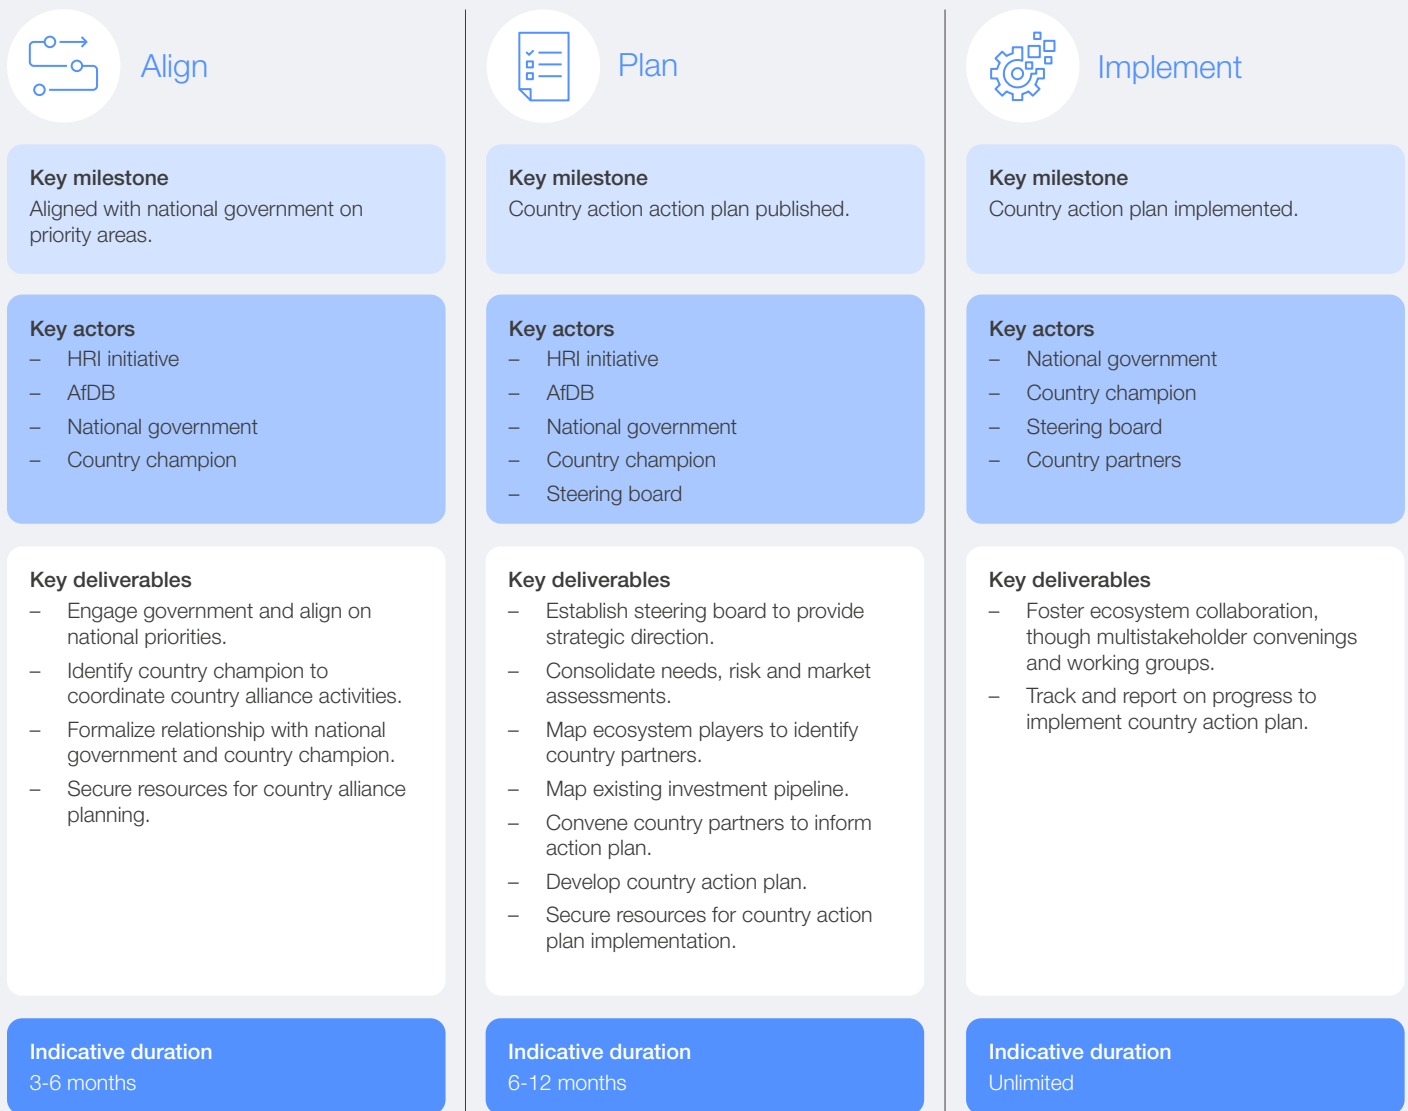 Align
Key milestone
Aligned with national government on
priority areas.
Key actors
– HRI initiative
– AfDB
– National government
– Country champion
Key deliverables
– Engage government and align on
national priorities.
– Identify country champion to
coordinate country alliance activities.
– Formalize relationship with national
government and country champion.
– Secure resources for country alliance
planning.
Indicative duration
3-6 months
Plan
Key milestone
Country action action plan published.
Key actors
– HRI initiative
– AfDB
– National government
– Country champion
– Steering board
Key deliverables
– Establish steering board to provide
strategic direction.
– Consolidate needs, risk and market
assessments.
– Map ecosystem players to identify
country partners.
– Map existing investment pipeline.
– Convene country partners to inform
action plan.
– Develop country action plan.
– Secure resources for country action
plan implementation.
Indicative duration
6-12 months
Implement
Key milestone
Country action plan implemented.
Key actors
– National government
– Country champion
– Steering board
– Country partners
Key deliverables
– Foster ecosystem collaboration,
though multistakeholder convenings
and working groups.
– Track and report on progress to
implement country action plan.
Indicative duration
Unlimited